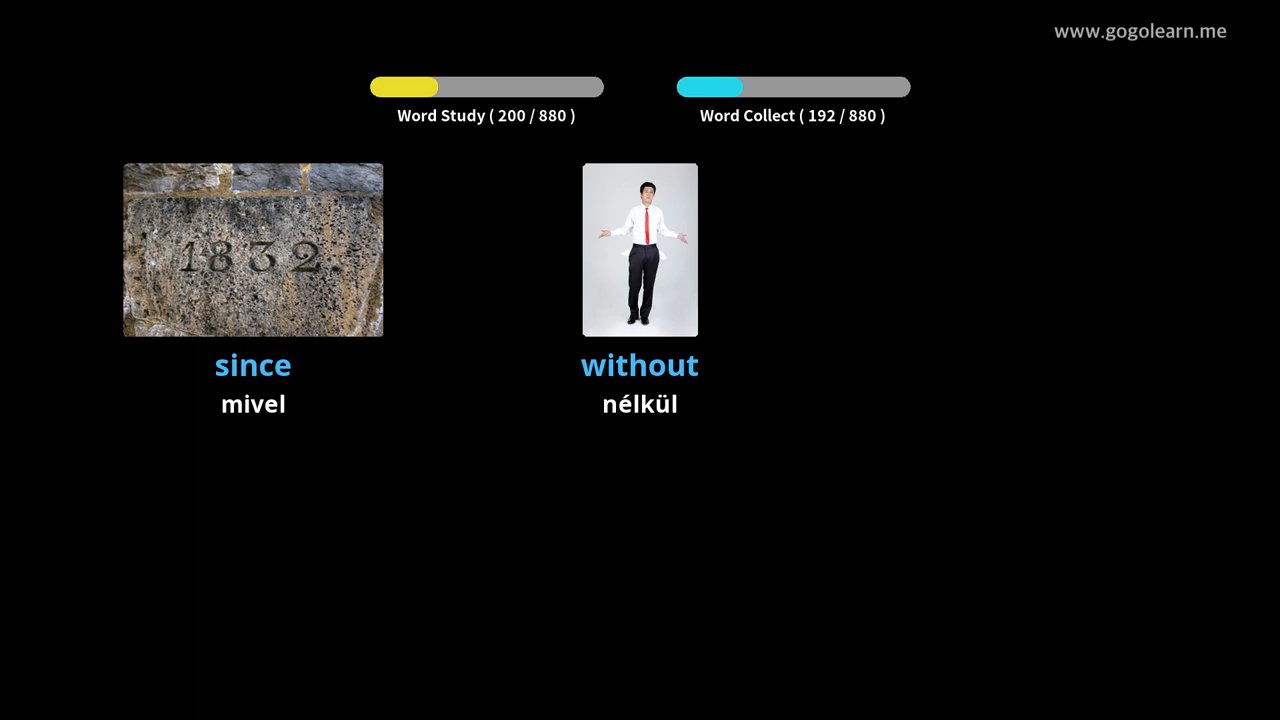 www.gogolearn.me
Word Study ( 200 / 880 )
Word Collect ( 192 / 880 )
1832.
since
mivel
without
nélkül